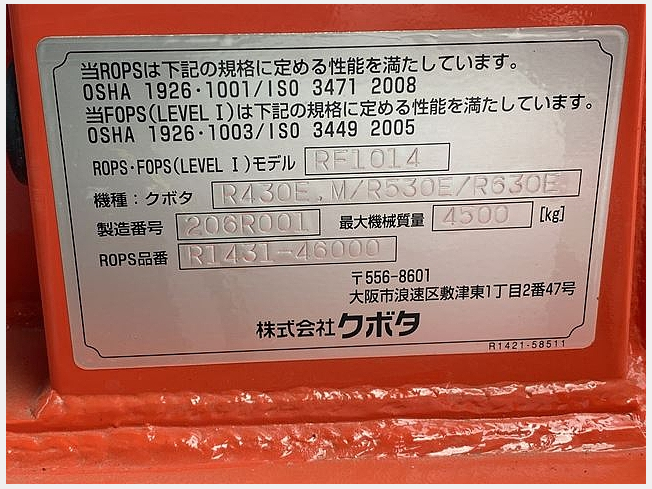 当ROPSは下記の規格に定める性能を満たしています。
OSHA 1926・1001/ISO 3471 2008
当FOPS(LEVEL I)は下記の規格に定める性能を満たしています。
OSHA 1926・1003/ISO 3449 2005
ROPS・FOPS(LEVEL I)モデル RF1014
機種：クボタ R430E,M/R530E/R630E
製造番号 206R001 最大機械質量 4500 [kg]
ROPS品番 R1431-46000
〒556-8601
大阪市浪速区敷津東1丁目2番47号
株式会社クボタ
R1421-58511